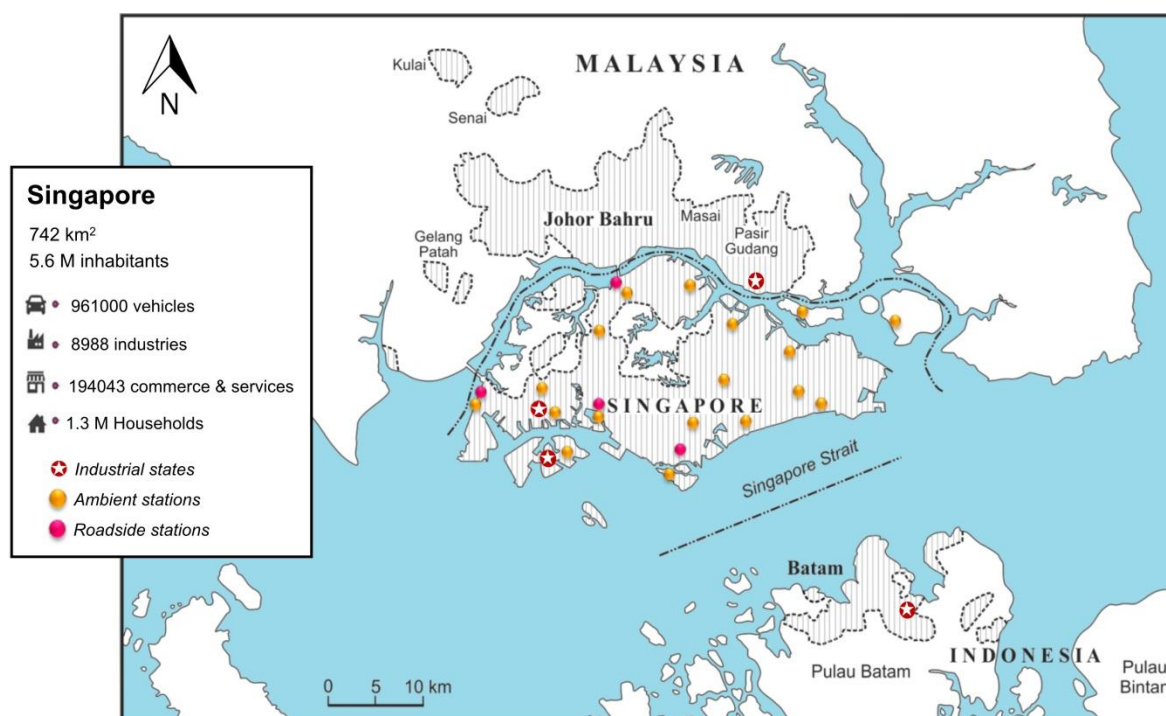 MALAYSIA
Kulai
Senai
N
Johor Bahru
Masai
Pasir
Gudang
Gelang
Patah
Singapore
742 km²
5.6 M inhabitants
961000 vehicles
8988 industries
194043 commerce & services
1.3 M Households
Industrial states
Ambient stations
Roadside stations
SINGAPORE
Singapore Strait
Batam
INDONESIA
Pulau Batam
Pulau
Bintan
0 5 10 km